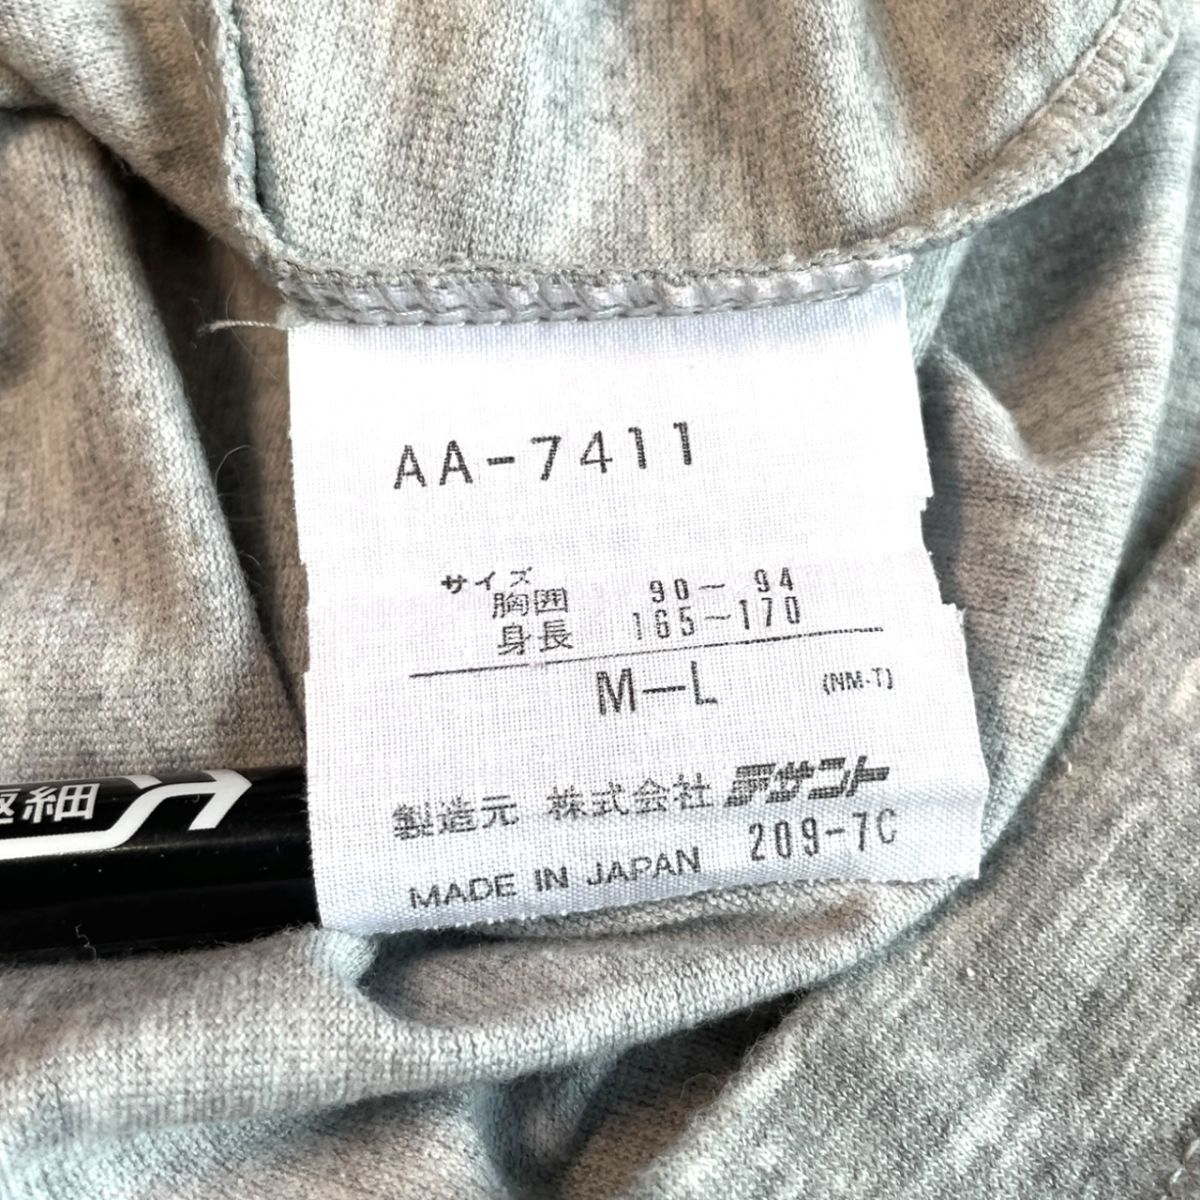 AA-7411
サイズ
胸囲 90〜94
身長 165〜170
M—L (NM-T)
製造元 株式会社 デサント
MADE IN JAPAN 209-7C
極細